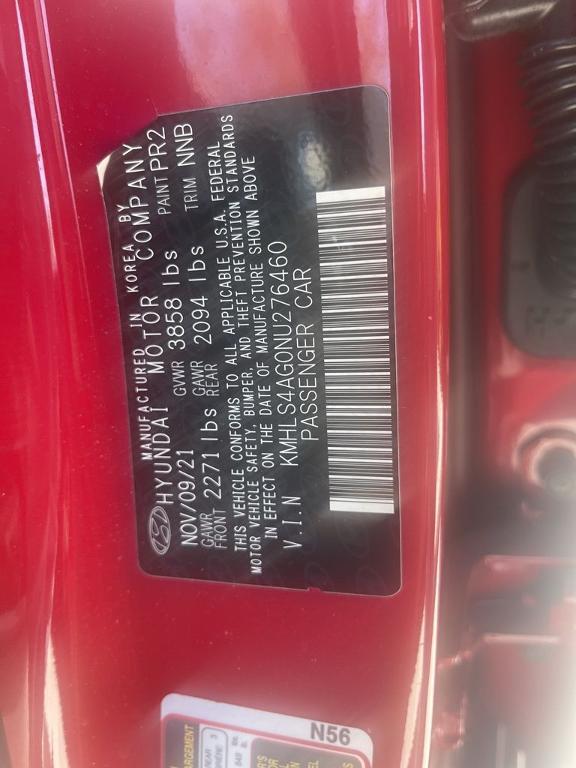 MANUFACTURED IN KOREA BY
HYUNDAI MOTOR COMPANY
NOV/09/21 GVWR 3858 lbs PAINT PR2
GAWR FRONT 2271 lbs GAWR REAR 2094 lbs TRIM NNB
THIS VEHICLE CONFORMS TO ALL APPLICABLE U.S.A. FEDERAL
MOTOR VEHICLE SAFETY, BUMPER, AND THEFT PREVENTION STANDARDS
IN EFFECT ON THE DATE OF MANUFACTURE SHOWN ABOVE
V.I.N KMHLS4AG0NU276460
PASSENGER CAR
N56